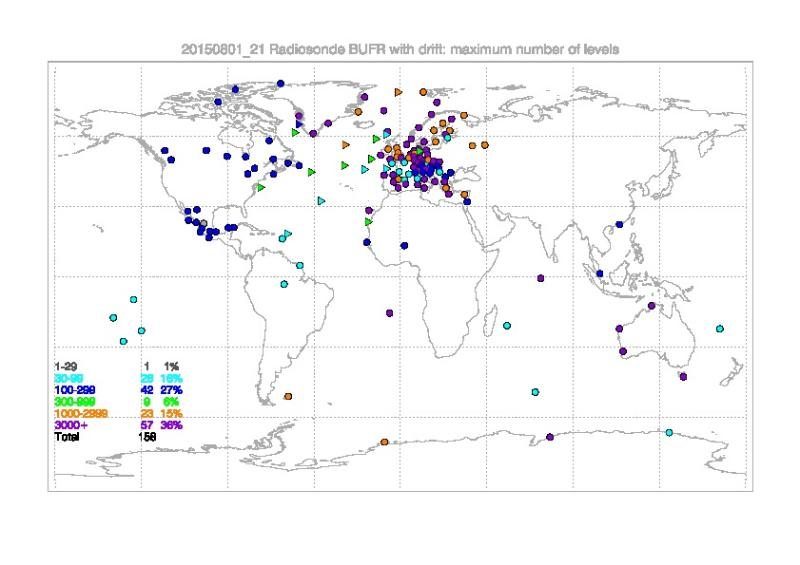 20150801_21 Radiosonde BUFR with drift: maximum number of levels
1-29 1 1%
30-99 26 16%
100-299 42 27%
300-999 9 6%
1000-2999 23 15%
3000+ 57 36%
Total 158